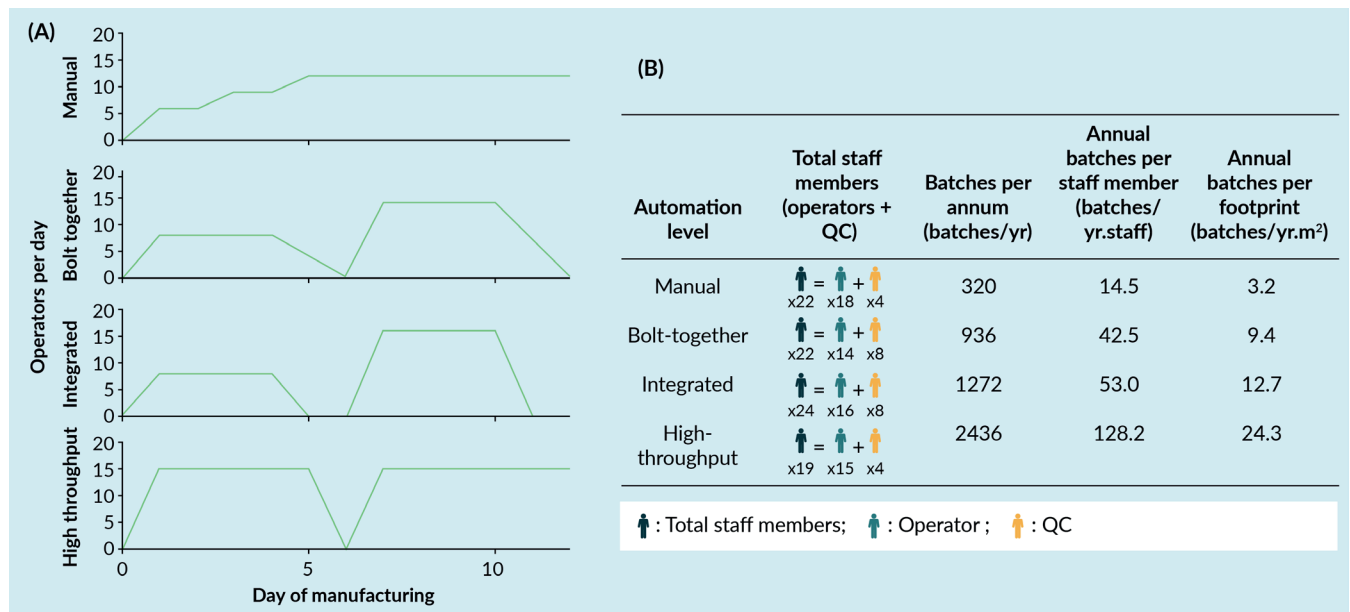 (A)
Operators per day
Manual
20
15
10
5
0
Bolt together
20
15
10
5
0
Integrated
20
15
10
5
0
High throughput
20
15
10
5
0
0
5
10
Day of manufacturing
(B)
Automation
level
Total staff
members
(operators +
QC)
Batches per
annum
(batches/yr)
Annual
batches per
staff member
(batches/
yr.staff)
Annual
batches per
footprint
(batches/yr.m²)
Manual
= +
x22 x18 x4
320
14.5
3.2
Bolt-together
= +
x22 x14 x8
936
42.5
9.4
Integrated
= +
x24 x16 x8
1272
53.0
12.7
High-
throughput
= +
x19 x15 x4
2436
128.2
24.3
: Total staff members; : Operator ; : QC